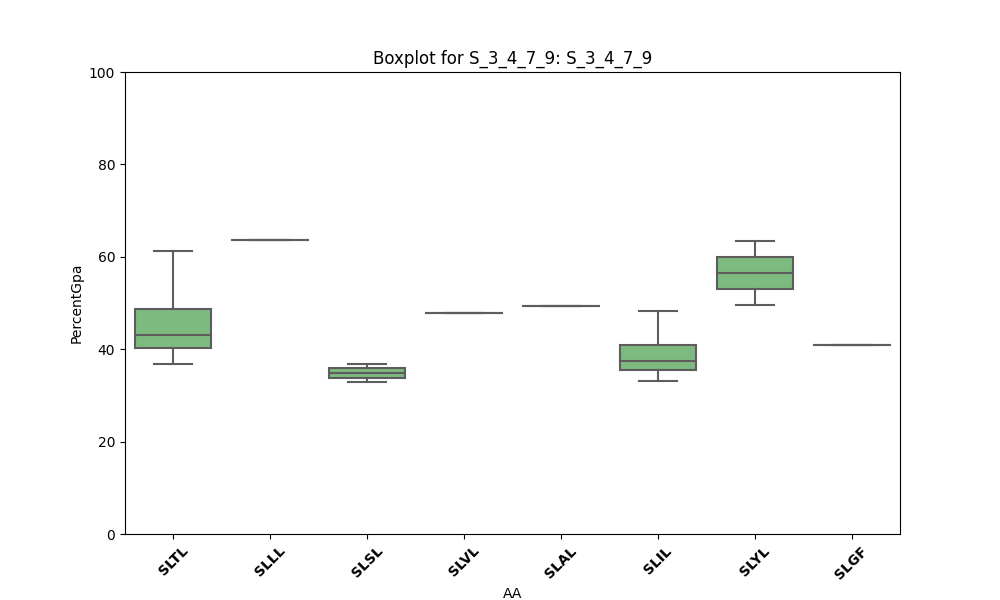 Boxplot for S_3_4_7_9: S_3_4_7_9
100
80
60
40
20
0
PercentGpa
SLTL
SLLL
SLSL
SLVL
SLAL
SLIL
SLYL
SLGF
AA